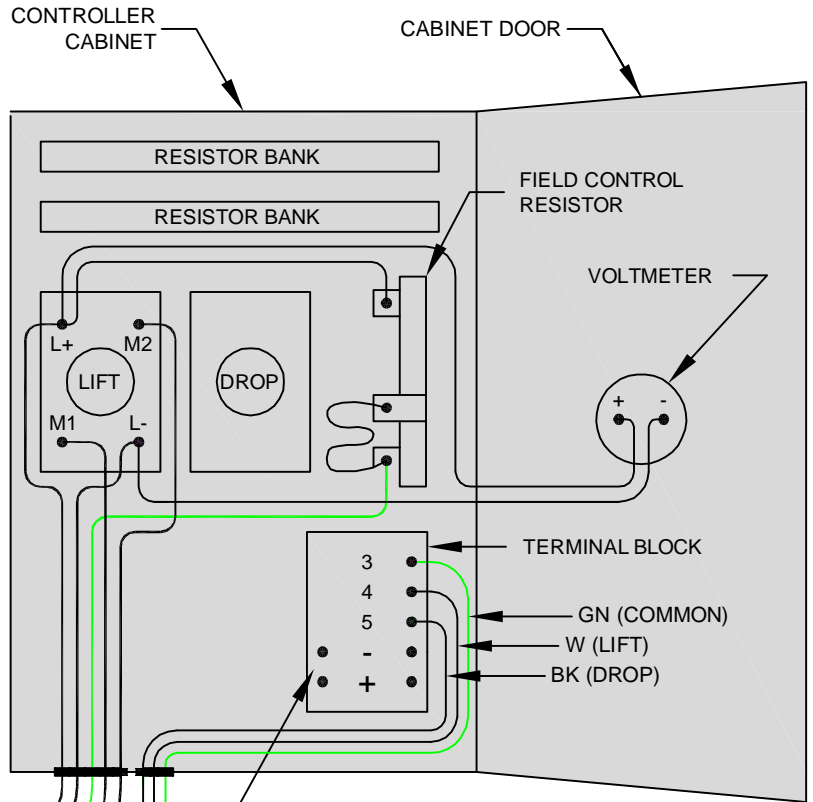 CONTROLLER
CABINET
CABINET DOOR
RESISTOR BANK
RESISTOR BANK
FIELD CONTROL
RESISTOR
VOLTMETER
L+
M2
LIFT
DROP
M1
L-
+ -
TERMINAL BLOCK
3
4
5
-
+
GN (COMMON)
W (LIFT)
BK (DROP)